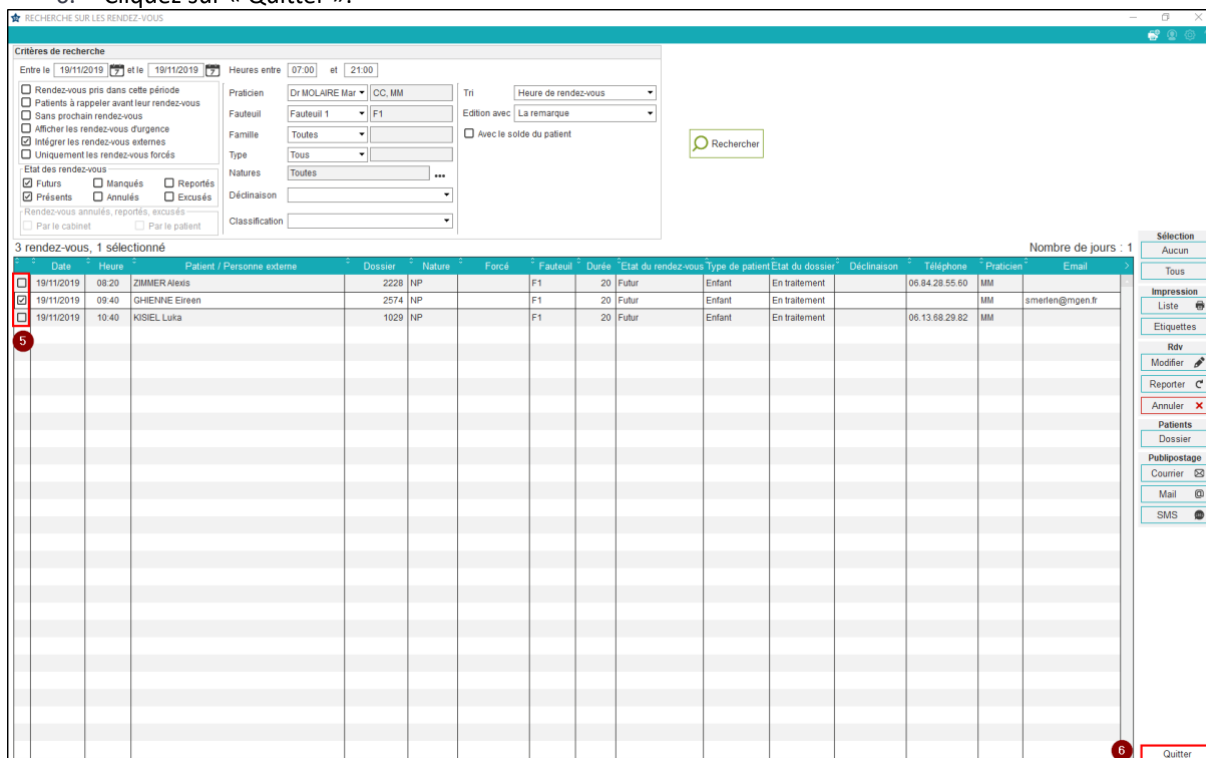 6. Cliquez sur « Quitter ».
RECHERCHE SUR LES RENDEZ-VOUS
Critères de recherche
Entre le 19/11/2019 et le 19/11/2019 Heures entre 07:00 et 21:00
Rendez-vous pris dans cette période
Patients à rappeler avant leur rendez-vous
Sans prochain rendez-vous
Afficher les rendez-vous d'urgence
Intégrer les rendez-vous externes
Uniquement les rendez-vous forcés
Etat des rendez-vous
Futurs Manqués Reportés
Présents Annulés Excusés
Rendez-vous annulés, reportés, excusés
Par le cabinet Par le patient
Praticien Dr MOLAIRE Mar CC, MM
Fauteuil Fauteuil 1 F1
Famille Toutes
Type Tous
Natures Toutes ...
Déclinaison
Classification
Tri Heure de rendez-vous
Edition avec La remarque
Avec le solde du patient
Rechercher
3 rendez-vous, 1 sélectionné Nombre de jours : 1
Date Heure Patient / Personne externe Dossier Nature Forcé Fauteuil Durée Etat du rendez-vous Type de patient Etat du dossier Déclinaison Téléphone Praticien Email
19/11/2019 08:20 ZIMMER Alexis 2228 NP F1 20 Futur Enfant En traitement 06.84.28.55.60 MM
19/11/2019 09:40 GHIENNE Eireen 2574 NP F1 20 Futur Enfant En traitement MM smerlen@mgen.fr
19/11/2019 10:40 KISIEL Luka 1029 NP F1 20 Futur Enfant En traitement 06.13.68.29.82 MM
5
Sélection
Aucun
Tous
Impression
Liste
Etiquettes
Rdv
Modifier
Reporter
Annuler
Patients
Dossier
Publipostage
Courrier
Mail
SMS
6
Quitter